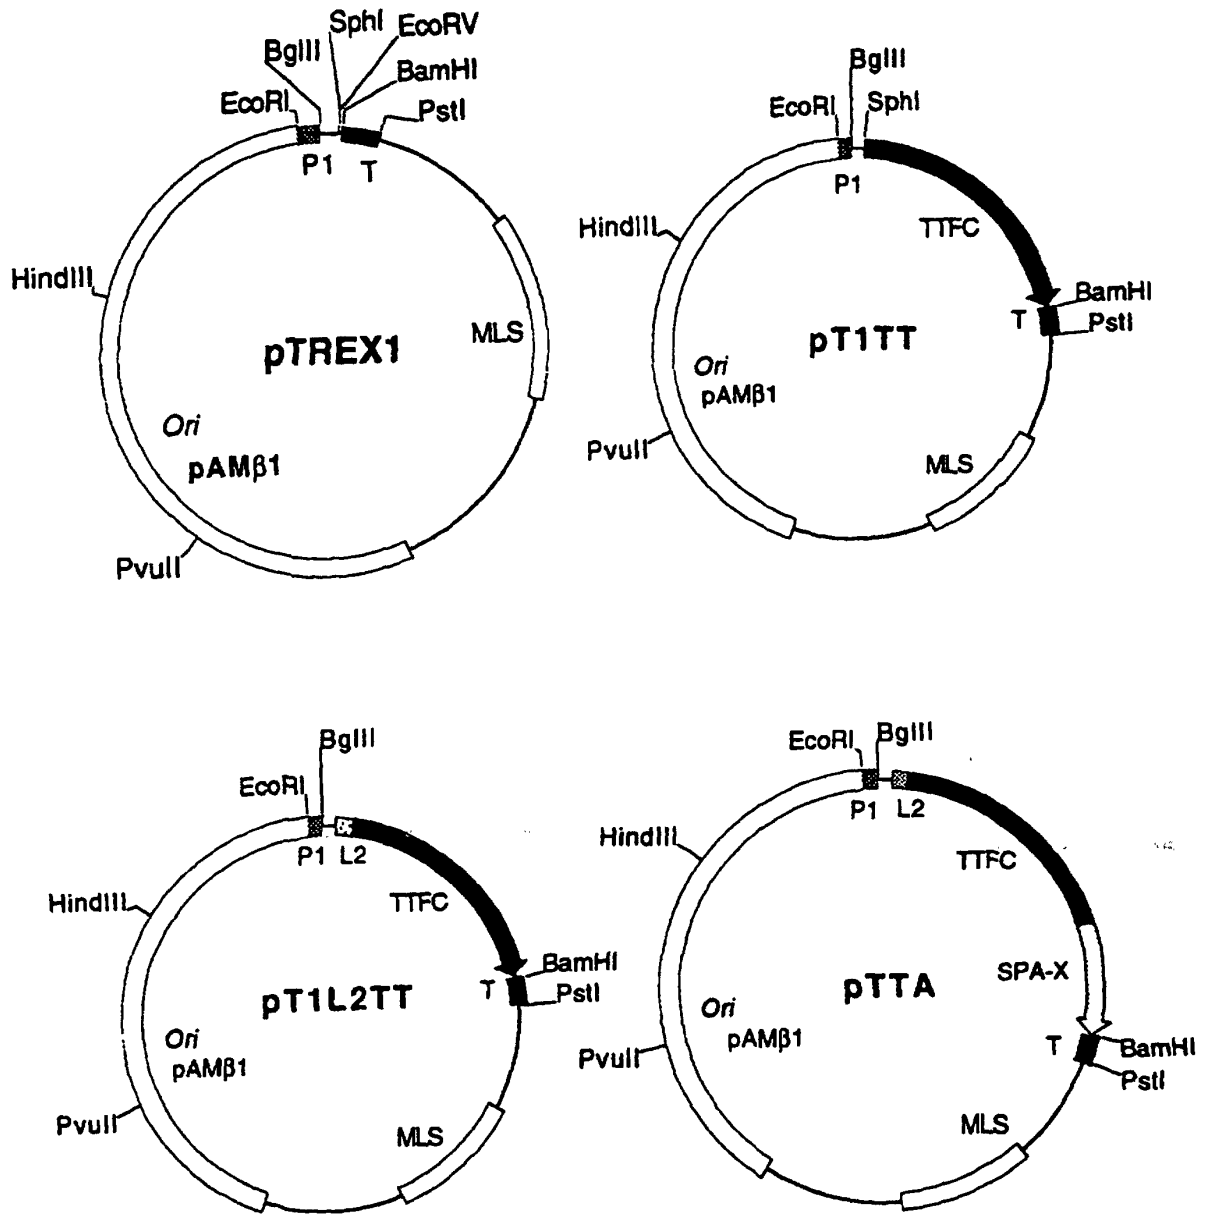 SphI
EcoRV
BglII
BamHI
EcoRI
PstI
P1
T
HindIII
MLS
pTREX1
Ori
pAMβ1
PvuII
BglII
EcoRI
SphI
P1
HindIII
TTFC
BamHI
T
PstI
pT1TT
Ori
pAMβ1
PvuII
MLS
BglII
EcoRI
P1 L2
HindIII
TTFC
BamHI
T
PstI
pT1L2TT
Ori
pAMβ1
PvuII
MLS
EcoRI
BglII
P1 L2
HindIII
TTFC
SPA-X
pTTA
Ori
pAMβ1
T
BamHI
PvuII
PstI
MLS